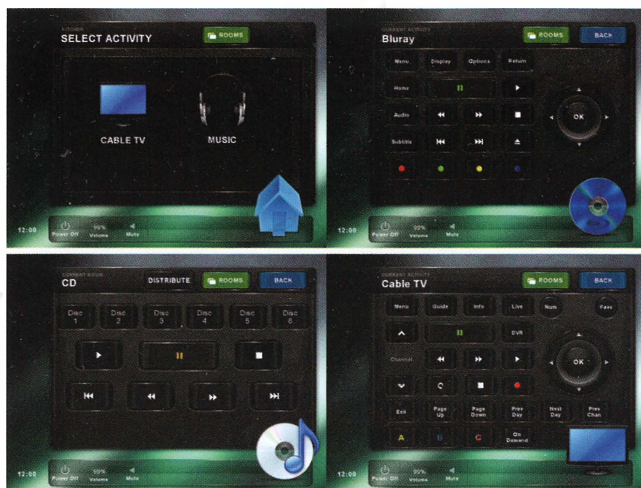 KITCHEN
SELECT ACTIVITY
ROOMS
CABLE TV
MUSIC
12:00
Power Off
99%
Volume
Mute
CURRENT ACTIVITY
Bluray
ROOMS
BACK
Menu
Display
Options
Return
Home
Audio
Subtitle
OK
12:00
Power Off
99%
Volume
Mute
CURRENT ROOM
CD
DISTRIBUTE
ROOMS
BACK
Disc 1
Disc 2
Disc 3
Disc 4
Disc 5
Disc 6
12:00
Power Off
99%
Volume
Mute
CURRENT ACTIVITY
Cable TV
ROOMS
BACK
Menu
Guide
Info
Live
Num
Favs
DVR
Channel
OK
Exit
Page Up
Page Down
Prev Day
Next Day
Prev Chan
A
B
C
On Demand
12:00
Power Off
99%
Volume
Mute